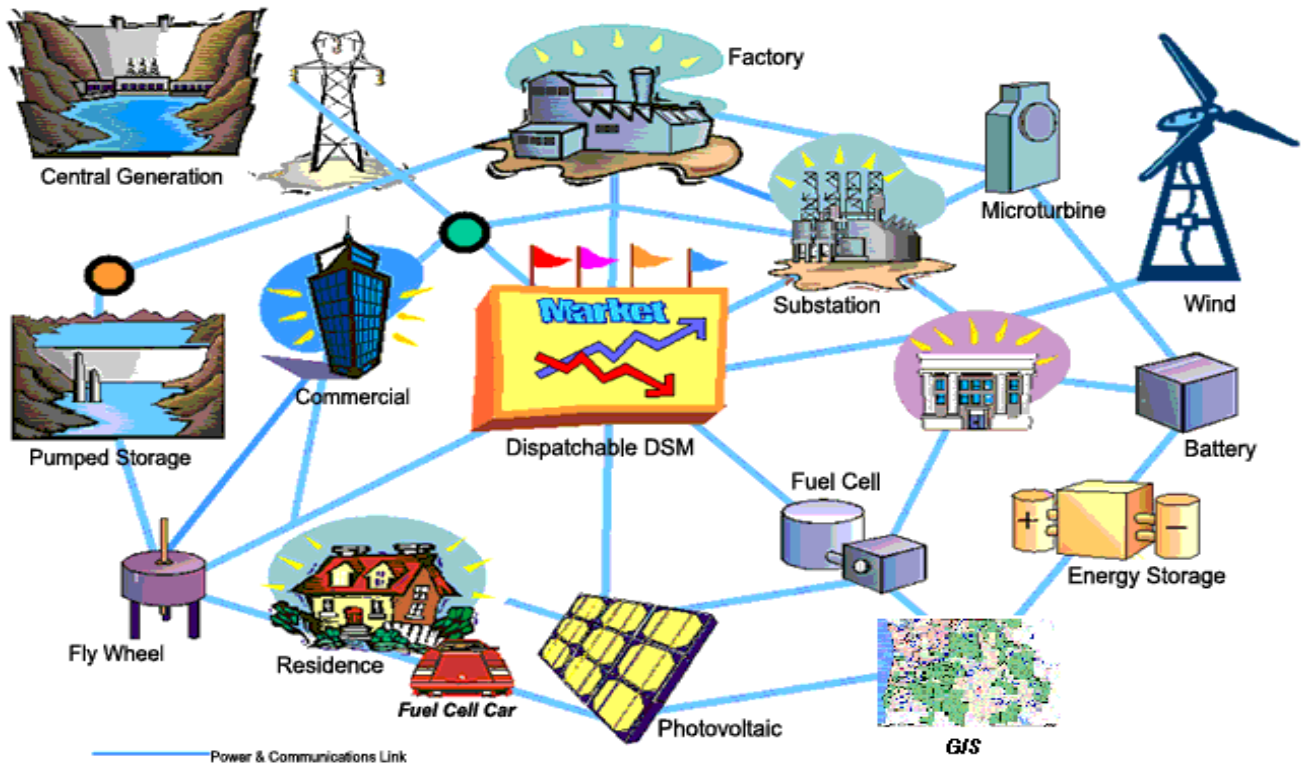 Factory
Central Generation
Microturbine
Substation
Wind
Market
Commercial
Pumped Storage
Dispatchable DSM
Battery
Fuel Cell
+
−
Energy Storage
Fly Wheel
Residence
Fuel Cell Car
Photovoltaic
GIS
Power & Communications Link